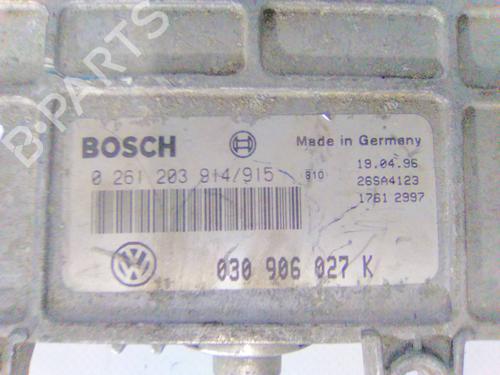 B-PARTS
BOSCH
Made in Germany
0 261 203 914/915
810
19.04.96
26SA4123
1761 2997
030 906 027 K